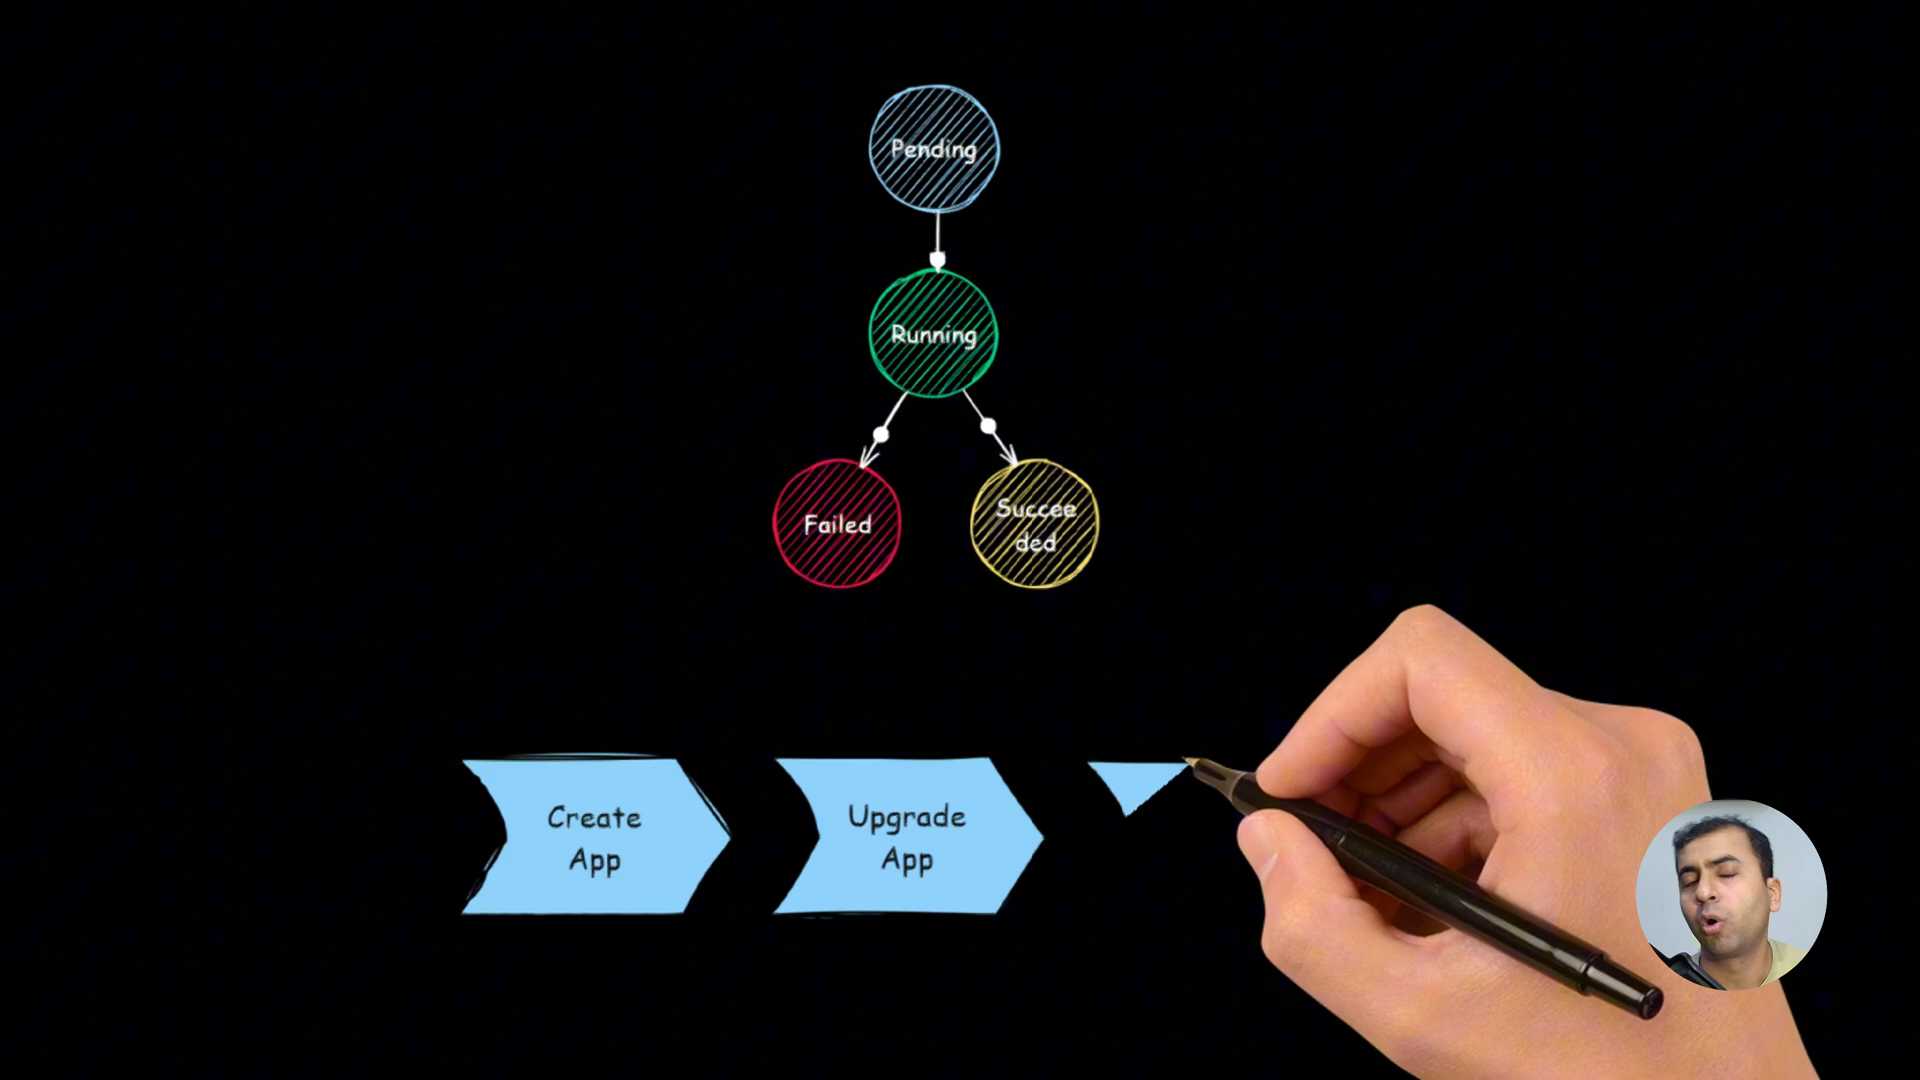 Pending
Running
Failed
Succee
ded
Create
App
Upgrade
App